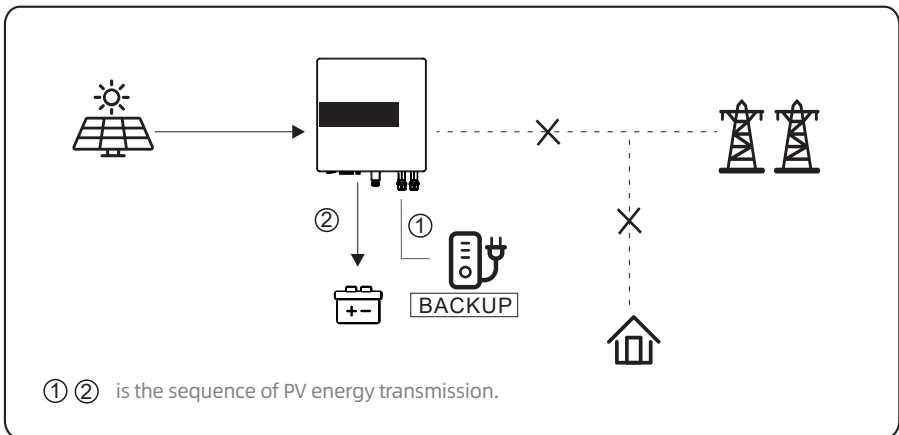 ②
①
+ -
BACKUP
① ② is the sequence of PV energy transmission.